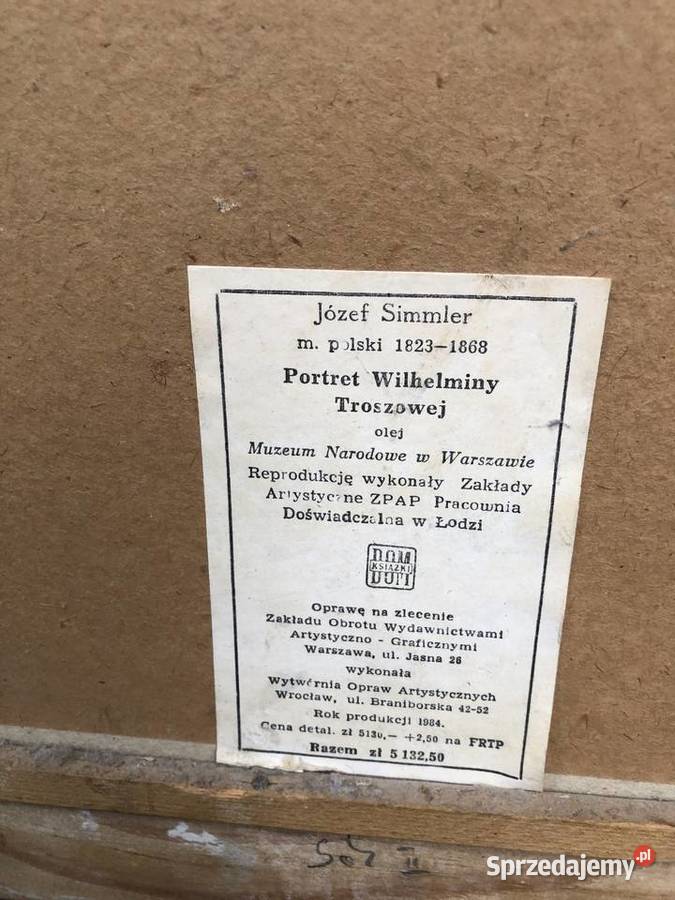 Józef Simmler
m. polski 1823–1868
Portret Wilhelminy
Troszowej
olej
Muzeum Narodowe w Warszawie
Reprodukcję wykonały Zakłady
Artystyczne ZPAP Pracownia
Doświadczalna w Łodzi
DOM
KSIĄŻKI
Oprawę na zlecenie
Zakładu Obrotu Wydawnictwami
Artystyczno - Graficznymi
Warszawa, ul. Jasna 26
wykonała
Wytwórnia Opraw Artystycznych
Wrocław, ul. Braniborska 42-52
Rok produkcji 1984.
Cena detal. zł 5130,— +2,50 na FRTP
Razem zł 5 132,50
II
Sprzedajemy.pl